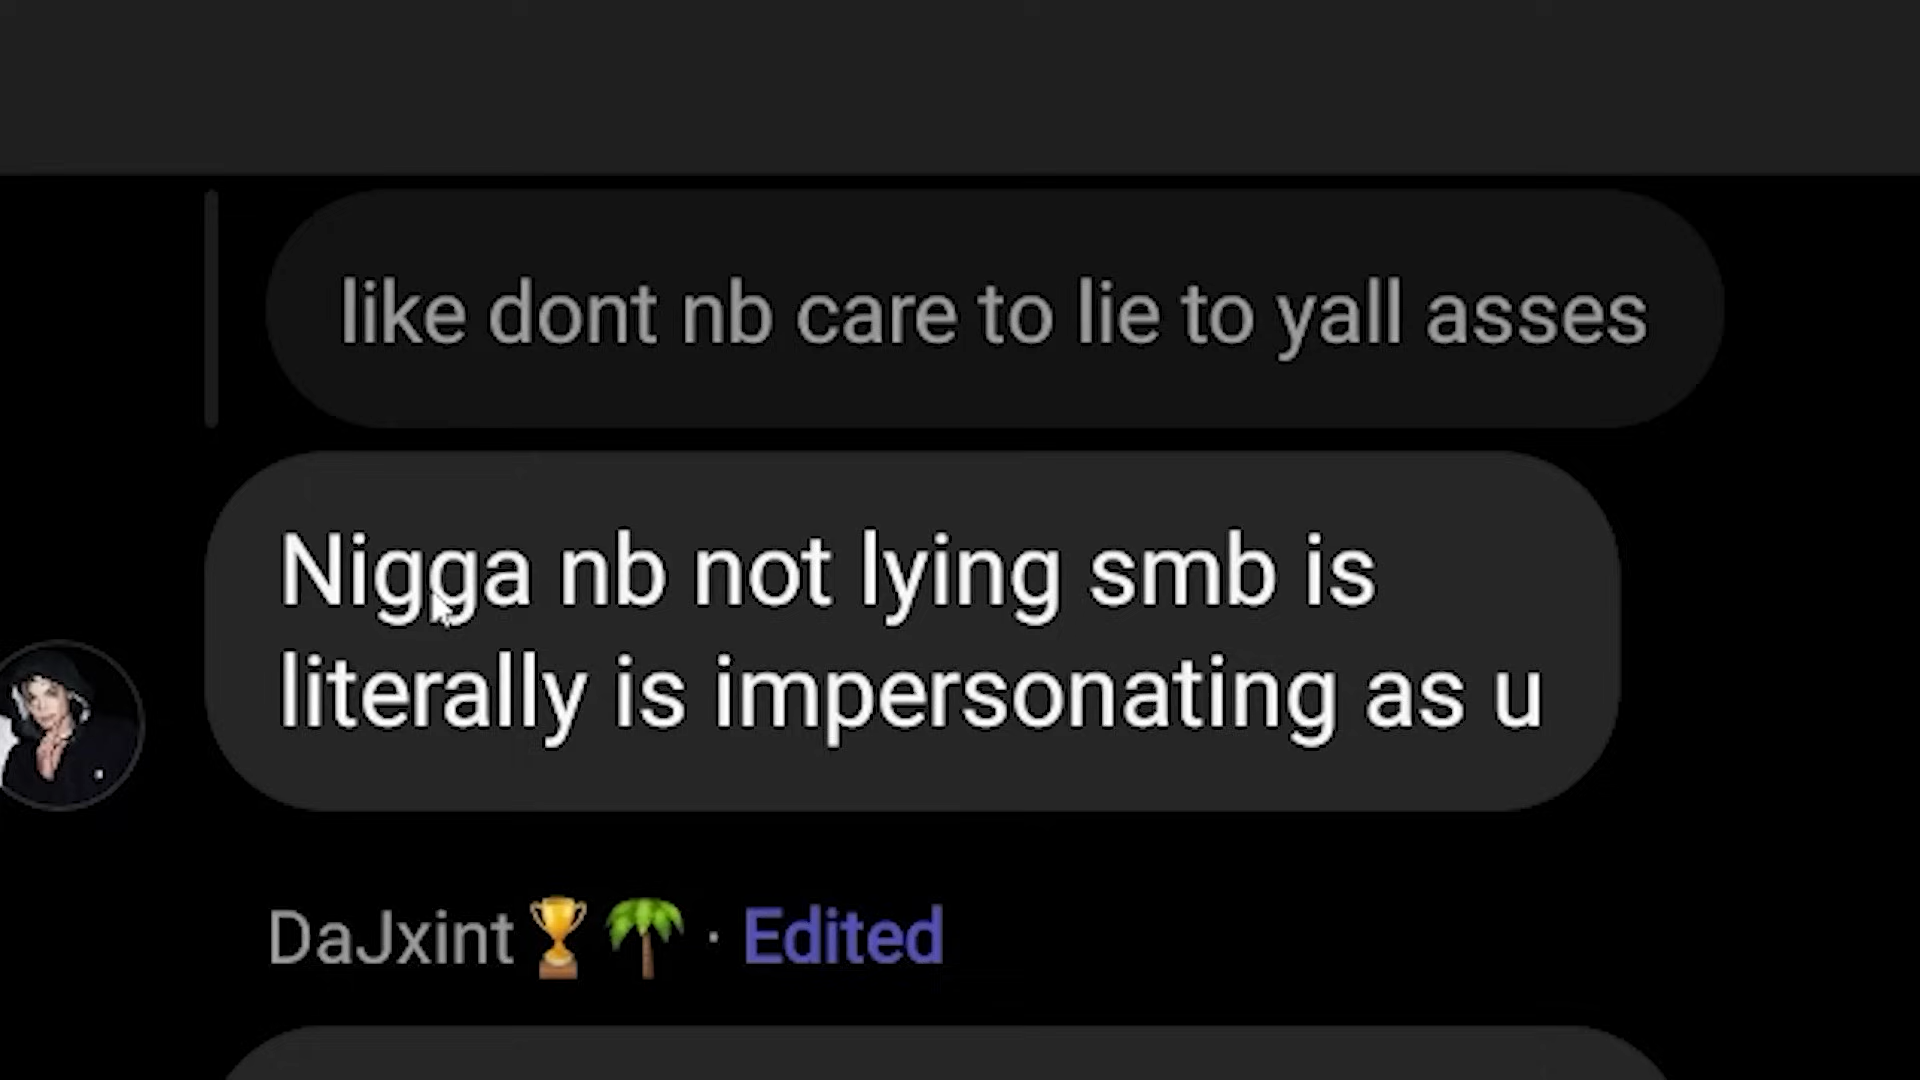 like dont nb care to lie to yall asses
Nigga nb not lying smb is
literally is impersonating as u
DaJxint🏆🌴 · Edited